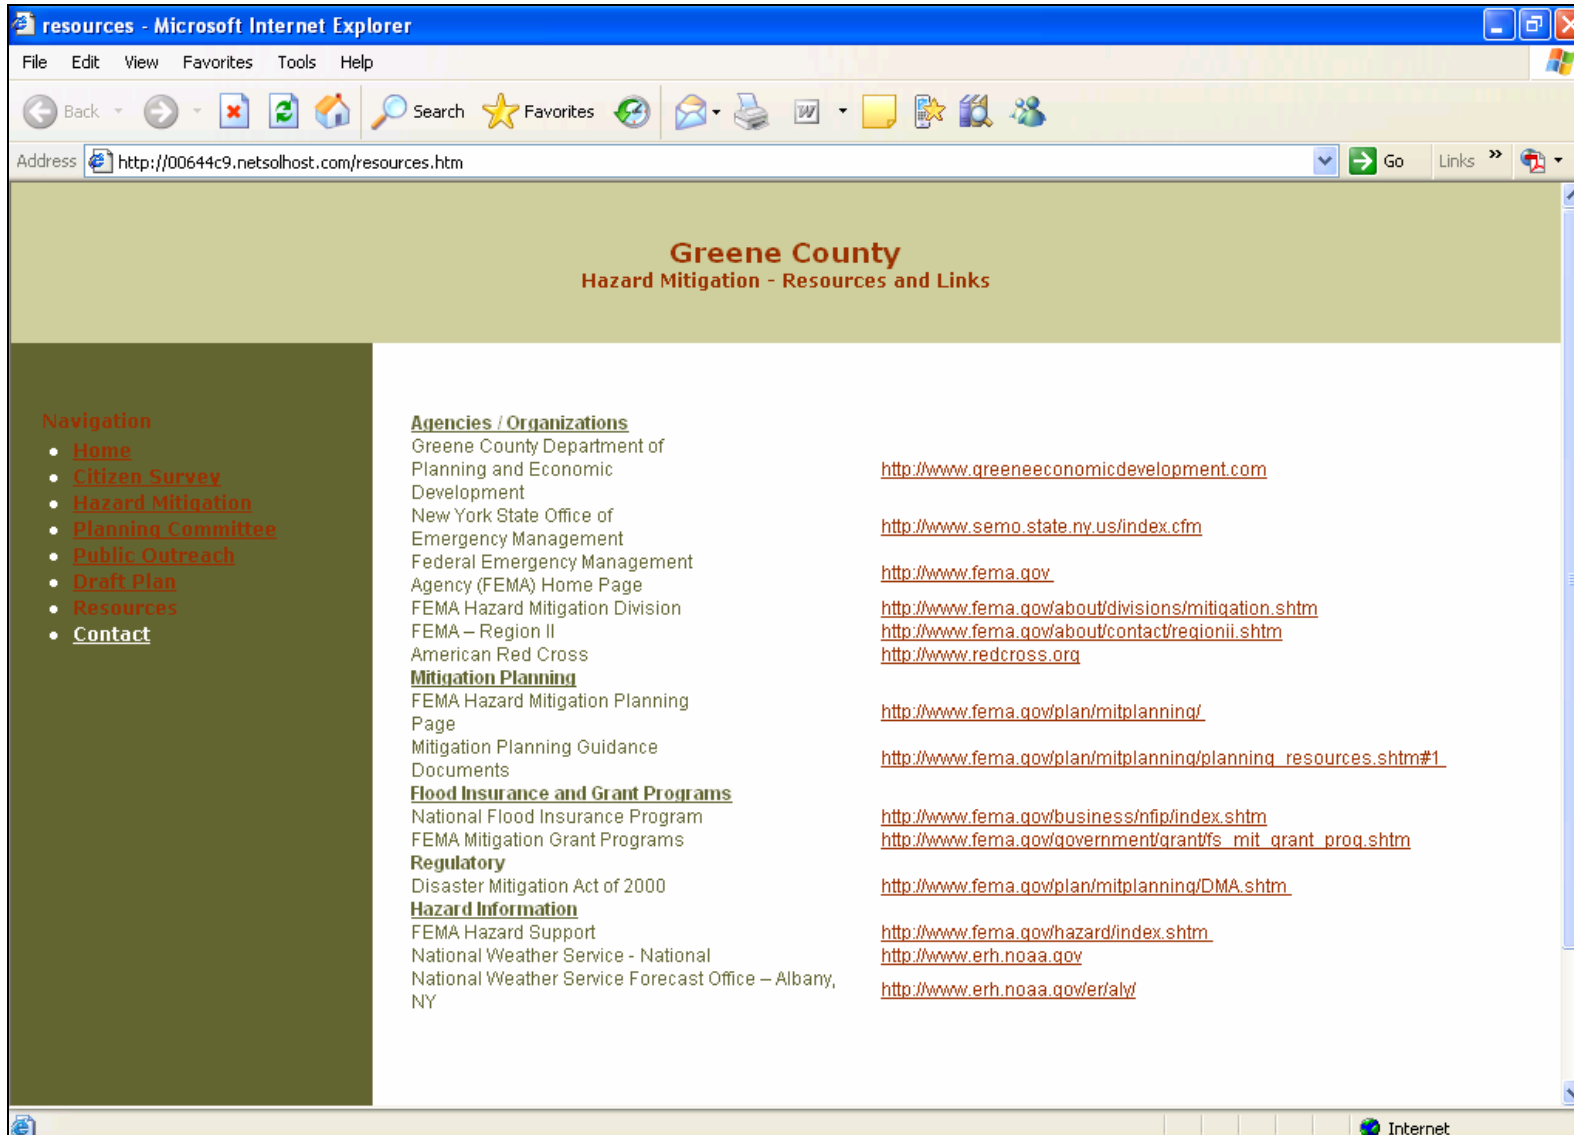 resources - Microsoft Internet Explorer
File Edit View Favorites Tools Help
Back Search Favorites
Address http://00644c9.netsolhost.com/resources.htm Go Links »
Greene County
Hazard Mitigation - Resources and Links
Navigation
Home
Citizen Survey
Hazard Mitigation
Planning Committee
Public Outreach
Draft Plan
Resources
Contact
Agencies / Organizations
Greene County Department of
Planning and Economic
Development
http://www.greeneeconomicdevelopment.com
New York State Office of
Emergency Management
http://www.semo.state.ny.us/index.cfm
Federal Emergency Management
Agency (FEMA) Home Page
http://www.fema.gov
FEMA Hazard Mitigation Division http://www.fema.gov/about/divisions/mitigation.shtm
FEMA – Region II http://www.fema.gov/about/contact/regionii.shtm
American Red Cross http://www.redcross.org
Mitigation Planning
FEMA Hazard Mitigation Planning
Page
http://www.fema.gov/plan/mitplanning/
Mitigation Planning Guidance
Documents
http://www.fema.gov/plan/mitplanning/planning_resources.shtm#1
Flood Insurance and Grant Programs
National Flood Insurance Program http://www.fema.gov/business/nfip/index.shtm
FEMA Mitigation Grant Programs http://www.fema.gov/government/grant/fs_mit_grant_prog.shtm
Regulatory
Disaster Mitigation Act of 2000 http://www.fema.gov/plan/mitplanning/DMA.shtm
Hazard Information
FEMA Hazard Support http://www.fema.gov/hazard/index.shtm
National Weather Service - National http://www.erh.noaa.gov
National Weather Service Forecast Office – Albany,
NY
http://www.erh.noaa.gov/er/aly/
Internet